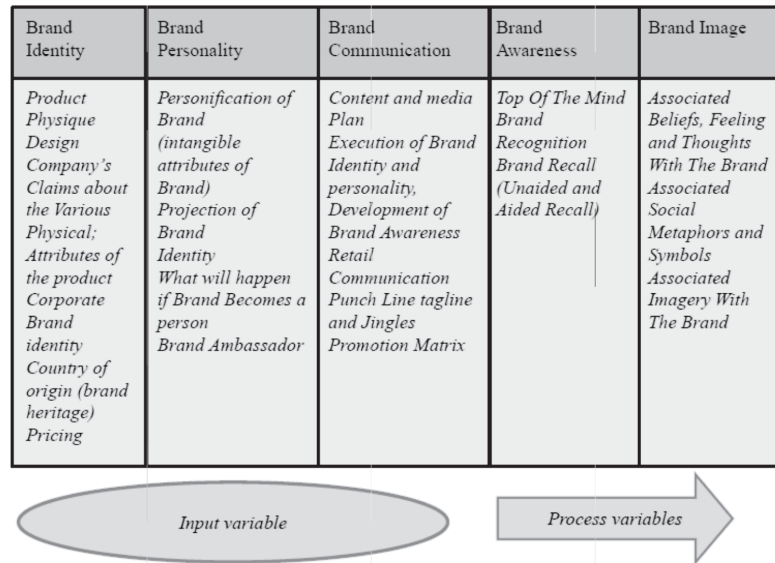 Brand
Identity
Brand
Personality
Brand
Communication
Brand
Awareness
Brand Image
Product
Physique
Design
Company's
Claims about
the Various
Physical;
Attributes of
the product
Corporate
Brand
identity
Country of
origin (brand
heritage)
Pricing
Personification of
Brand
(intangible
attributes of
Brand)
Projection of
Brand
Identity
What will happen
if Brand Becomes a
person
Brand Ambassador
Content and media
Plan
Execution of Brand
Identity and
personality,
Development of
Brand Awareness
Retail
Communication
Punch Line tagline
and Jingles
Promotion Matrix
Top Of The Mind
Brand
Recognition
Brand Recall
(Unaided and
Aided Recall)
Associated
Beliefs, Feeling
and Thoughts
With The Brand
Associated
Social
Metaphors and
Symbols
Associated
Imagery With
The Brand
Input variable
Process variables